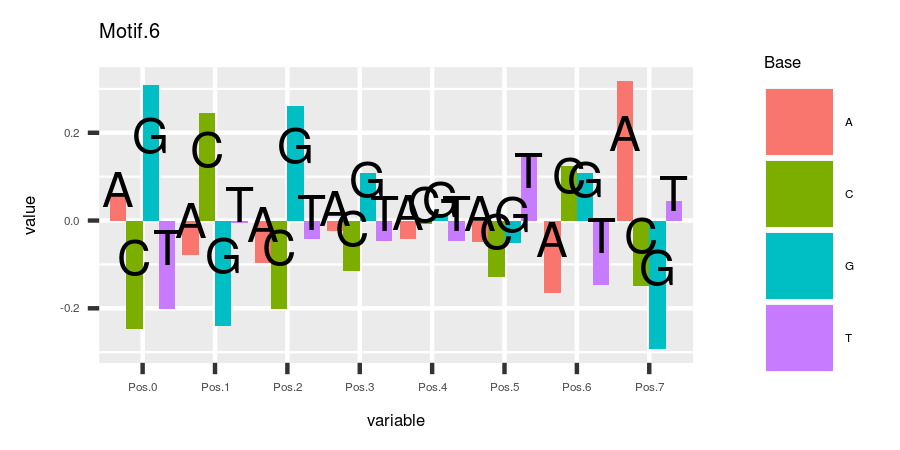 Motif.6
value
0.2
0.0
-0.2
A C G T A C G T A C G T A C G T A C G T A C G T A C G T A C G T
Pos.0 Pos.1 Pos.2 Pos.3 Pos.4 Pos.5 Pos.6 Pos.7
variable
Base
A
C
G
T